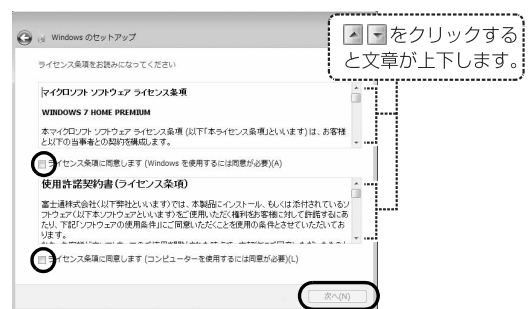 Windows のセットアップ
ライセンス条項をお読みになってください
マイクロソフト ソフトウェア ライセンス条項
WINDOWS 7 HOME PREMIUM
本マイクロソフト ソフトウェア ライセンス条項 (以下「本ライセンス条項」といいます) は、お客様
と以下の当事者との契約を構成します。
ライセンス条項に同意します (Windows を使用するには同意が必要)(A)
使用許諾契約書(ライセンス条項)
富士通株式会社(以下弊社といいます)では、本製品にインストール、もしくは添付されているソ
フトウェア(以下本ソフトウェアといいます)をご使用いただく権利をお客様に対して許諾するにあ
たり、下記「ソフトウェアの使用条件」にご同意いただくことを使用の条件とさせていただいてお
ります。
ライセンス条項に同意します (コンピューターを使用するには同意が必要)(L)
次へ(N)
をクリックする
と文章が上下します。